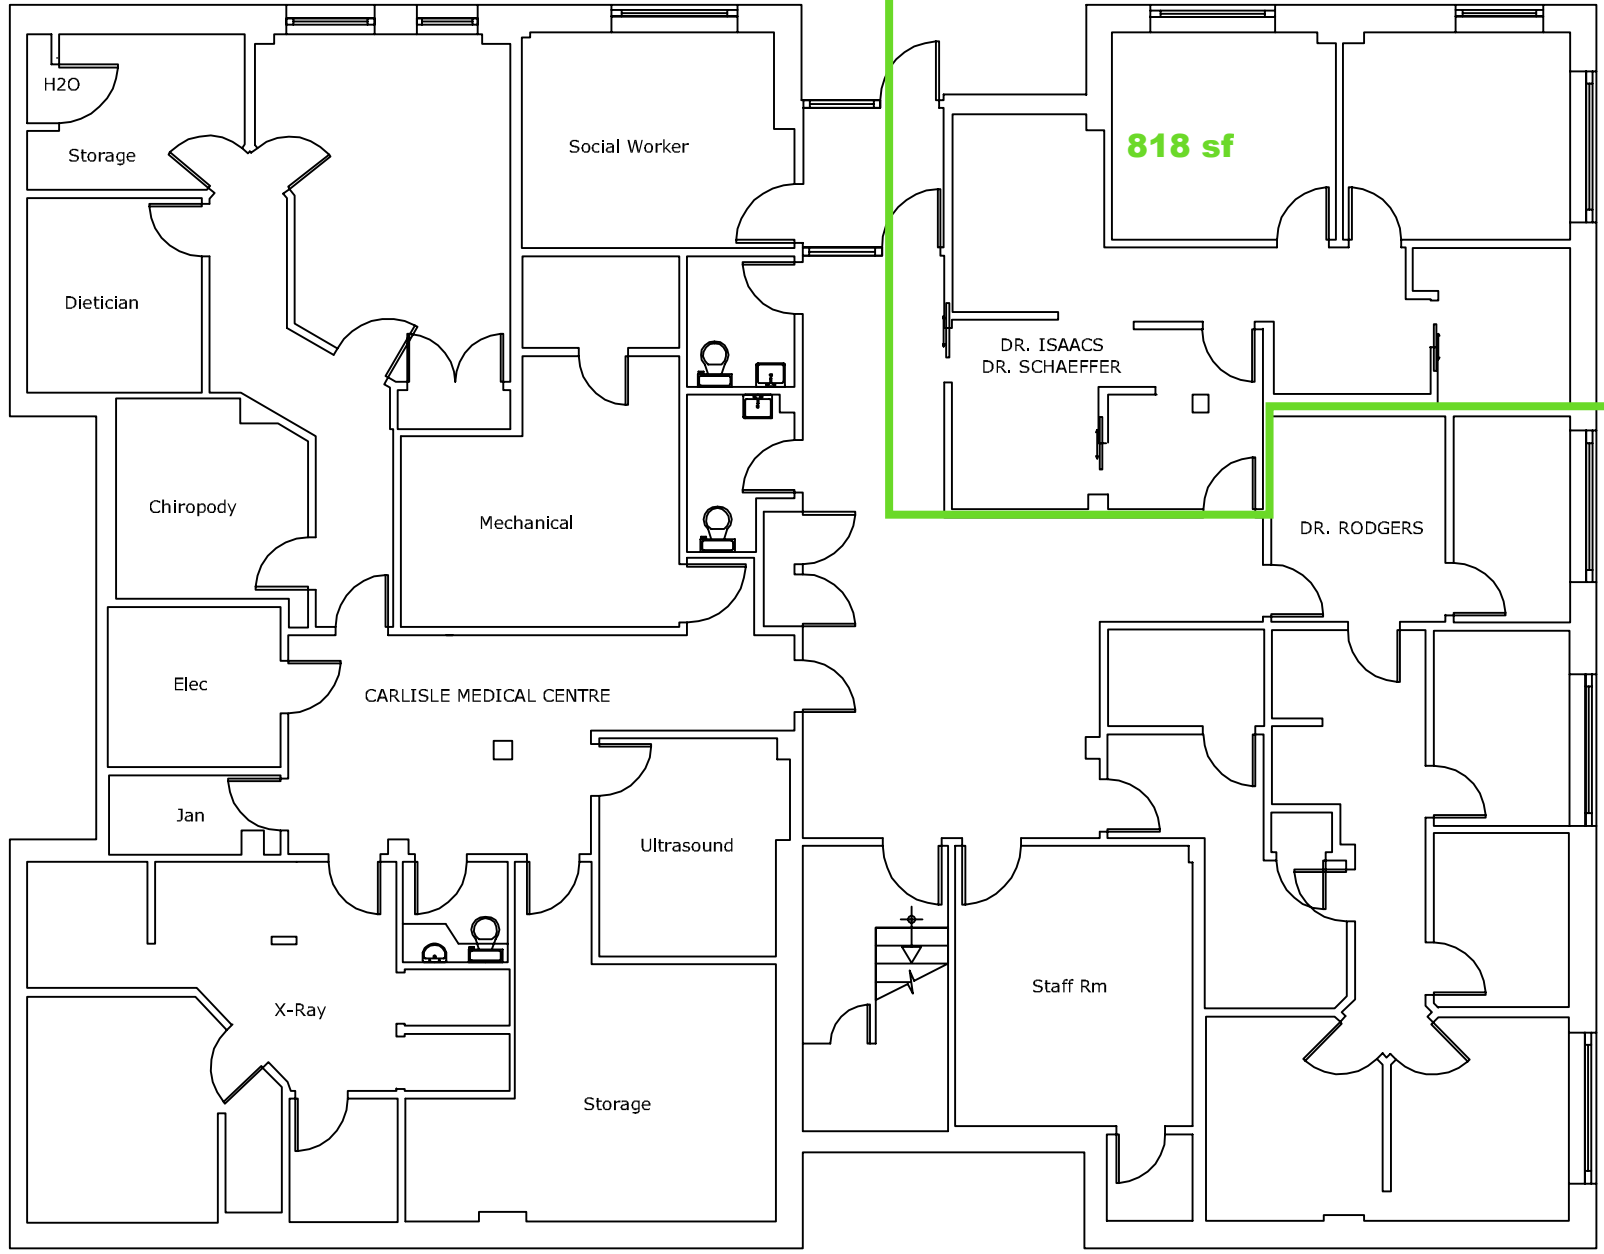 H2O
Storage
Social Worker
818 sf
Dietician
DR. ISAACS
DR. SCHAEFFER
Chiropody
Mechanical
DR. RODGERS
Elec
CARLISLE MEDICAL CENTRE
Jan
Ultrasound
X-Ray
Staff Rm
Storage